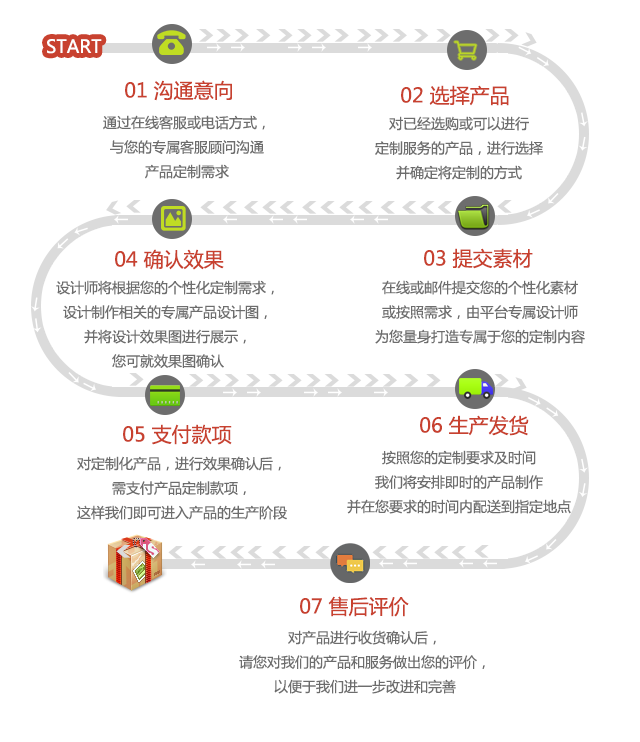 START
01 沟通意向
通过在线客服或电话方式，
与您的专属客服顾问沟通
产品定制需求
02 选择产品
对已经选购或可以进行
定制服务的产品，进行选择
并确定将定制的方式
03 提交素材
在线或邮件提交您的个性化素材
或按照需求，由平台专属设计师
为您量身打造专属于您的定制内容
04 确认效果
设计师将根据您的个性化定制需求，
设计制作相关的专属产品设计图，
并将设计效果图进行展示，
您可就效果图确认
05 支付款项
对定制化产品，进行效果确认后，
需支付产品定制款项，
这样我们即可进入产品的生产阶段
06 生产发货
按照您的定制要求及时间
我们将安排即时的产品制作
并在您要求的时间内配送到指定地点
07 售后评价
对产品进行收货确认后，
请您对我们的产品和服务做出您的评价，
以便于我们进一步改进和完善